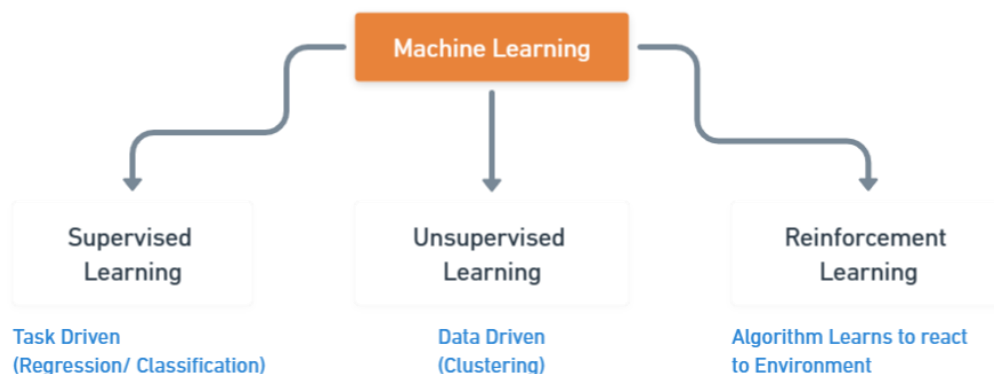 Machine Learning
Supervised
Learning
Unsupervised
Learning
Reinforcement
Learning
Task Driven
(Regression/ Classification)
Data Driven
(Clustering)
Algorithm Learns to react
to Environment